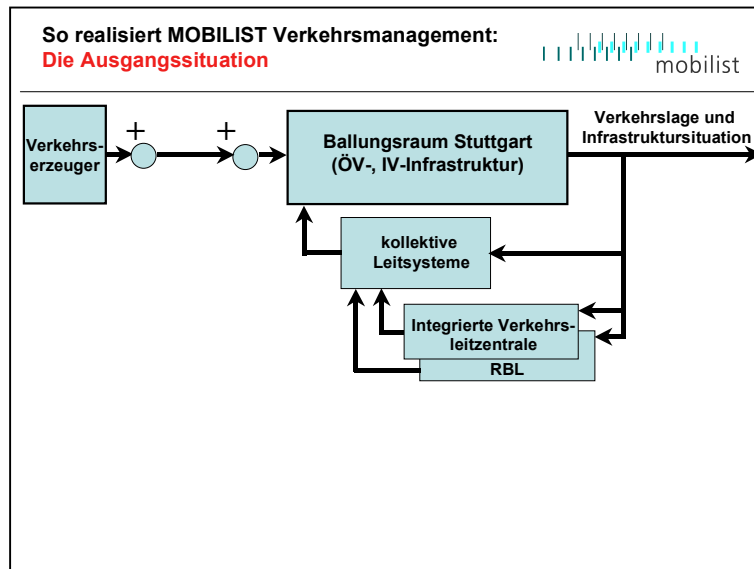 So realisiert MOBILIST Verkehrsmanagement:
Die Ausgangssituation
mobilist
Verkehrs-
erzeuger
+
+
Ballungsraum Stuttgart
(ÖV-, IV-Infrastruktur)
Verkehrslage und
Infrastruktursituation
kollektive
Leitsysteme
Integrierte Verkehrs-
leitzentrale
RBL